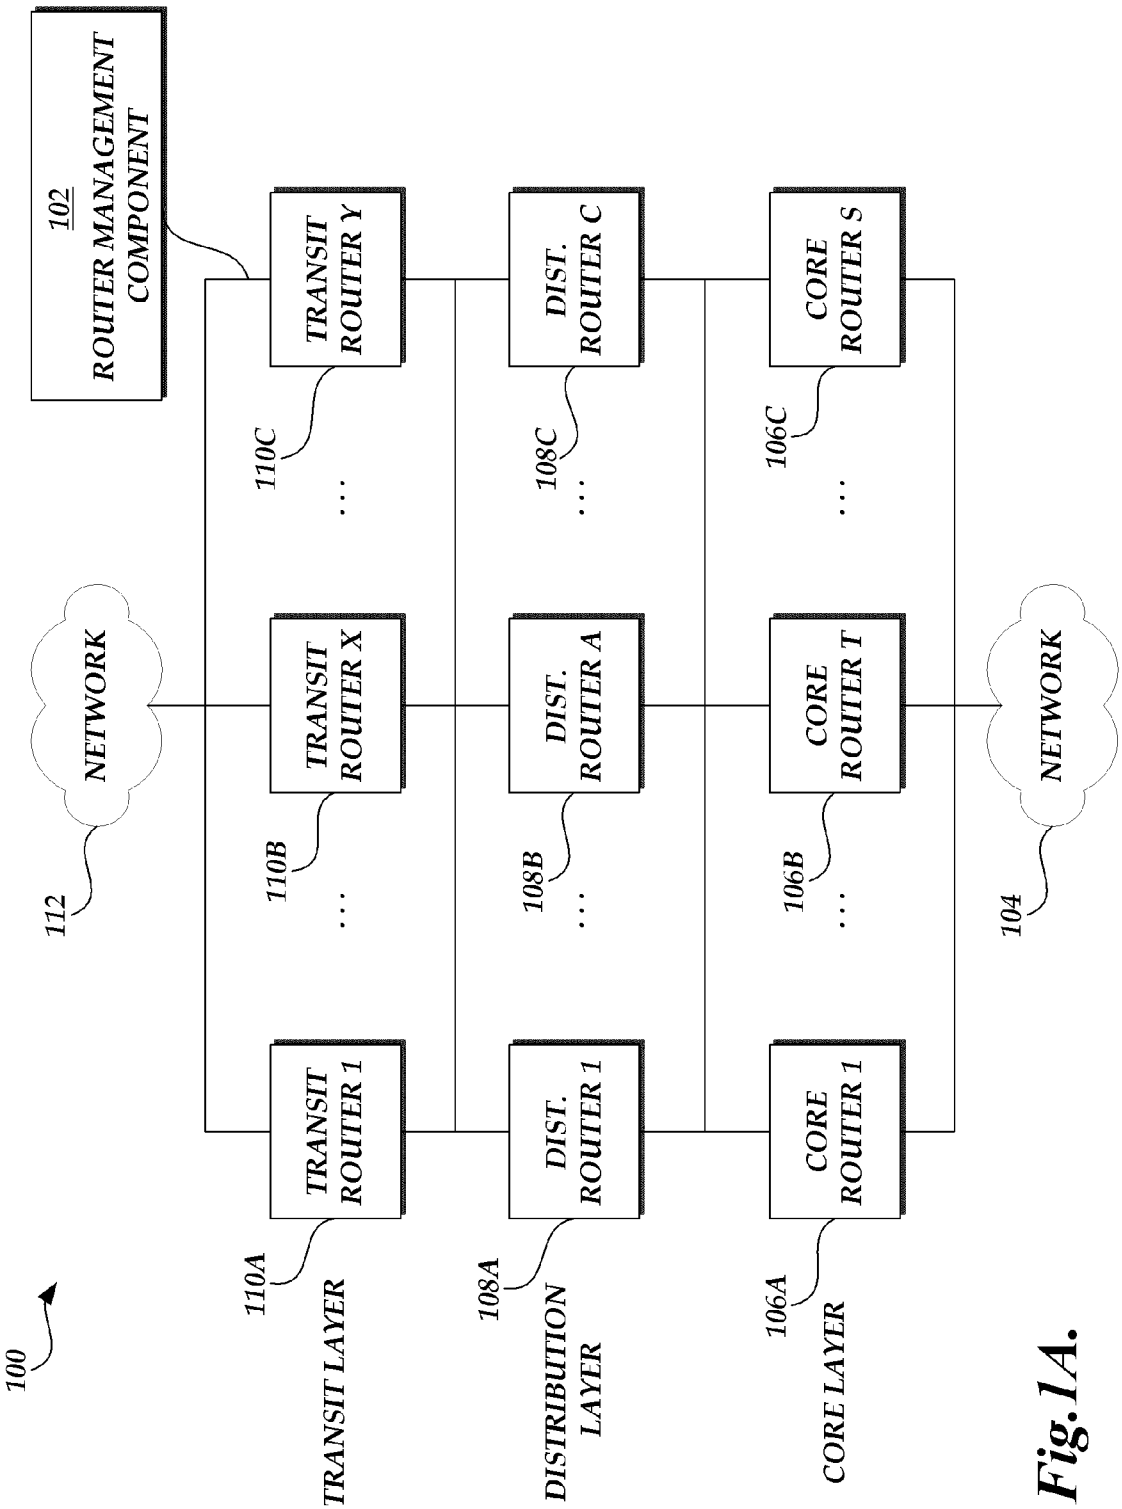 100
102
ROUTER MANAGEMENT
COMPONENT
112
NETWORK
TRANSIT LAYER
110A
TRANSIT
ROUTER 1
...
110B
TRANSIT
ROUTER X
...
110C
TRANSIT
ROUTER Y
DISTRIBUTION
LAYER
108A
DIST.
ROUTER 1
...
108B
DIST.
ROUTER A
...
108C
DIST.
ROUTER C
CORE LAYER
106A
CORE
ROUTER 1
...
106B
CORE
ROUTER T
...
106C
CORE
ROUTER S
104
NETWORK
Fig.1A.